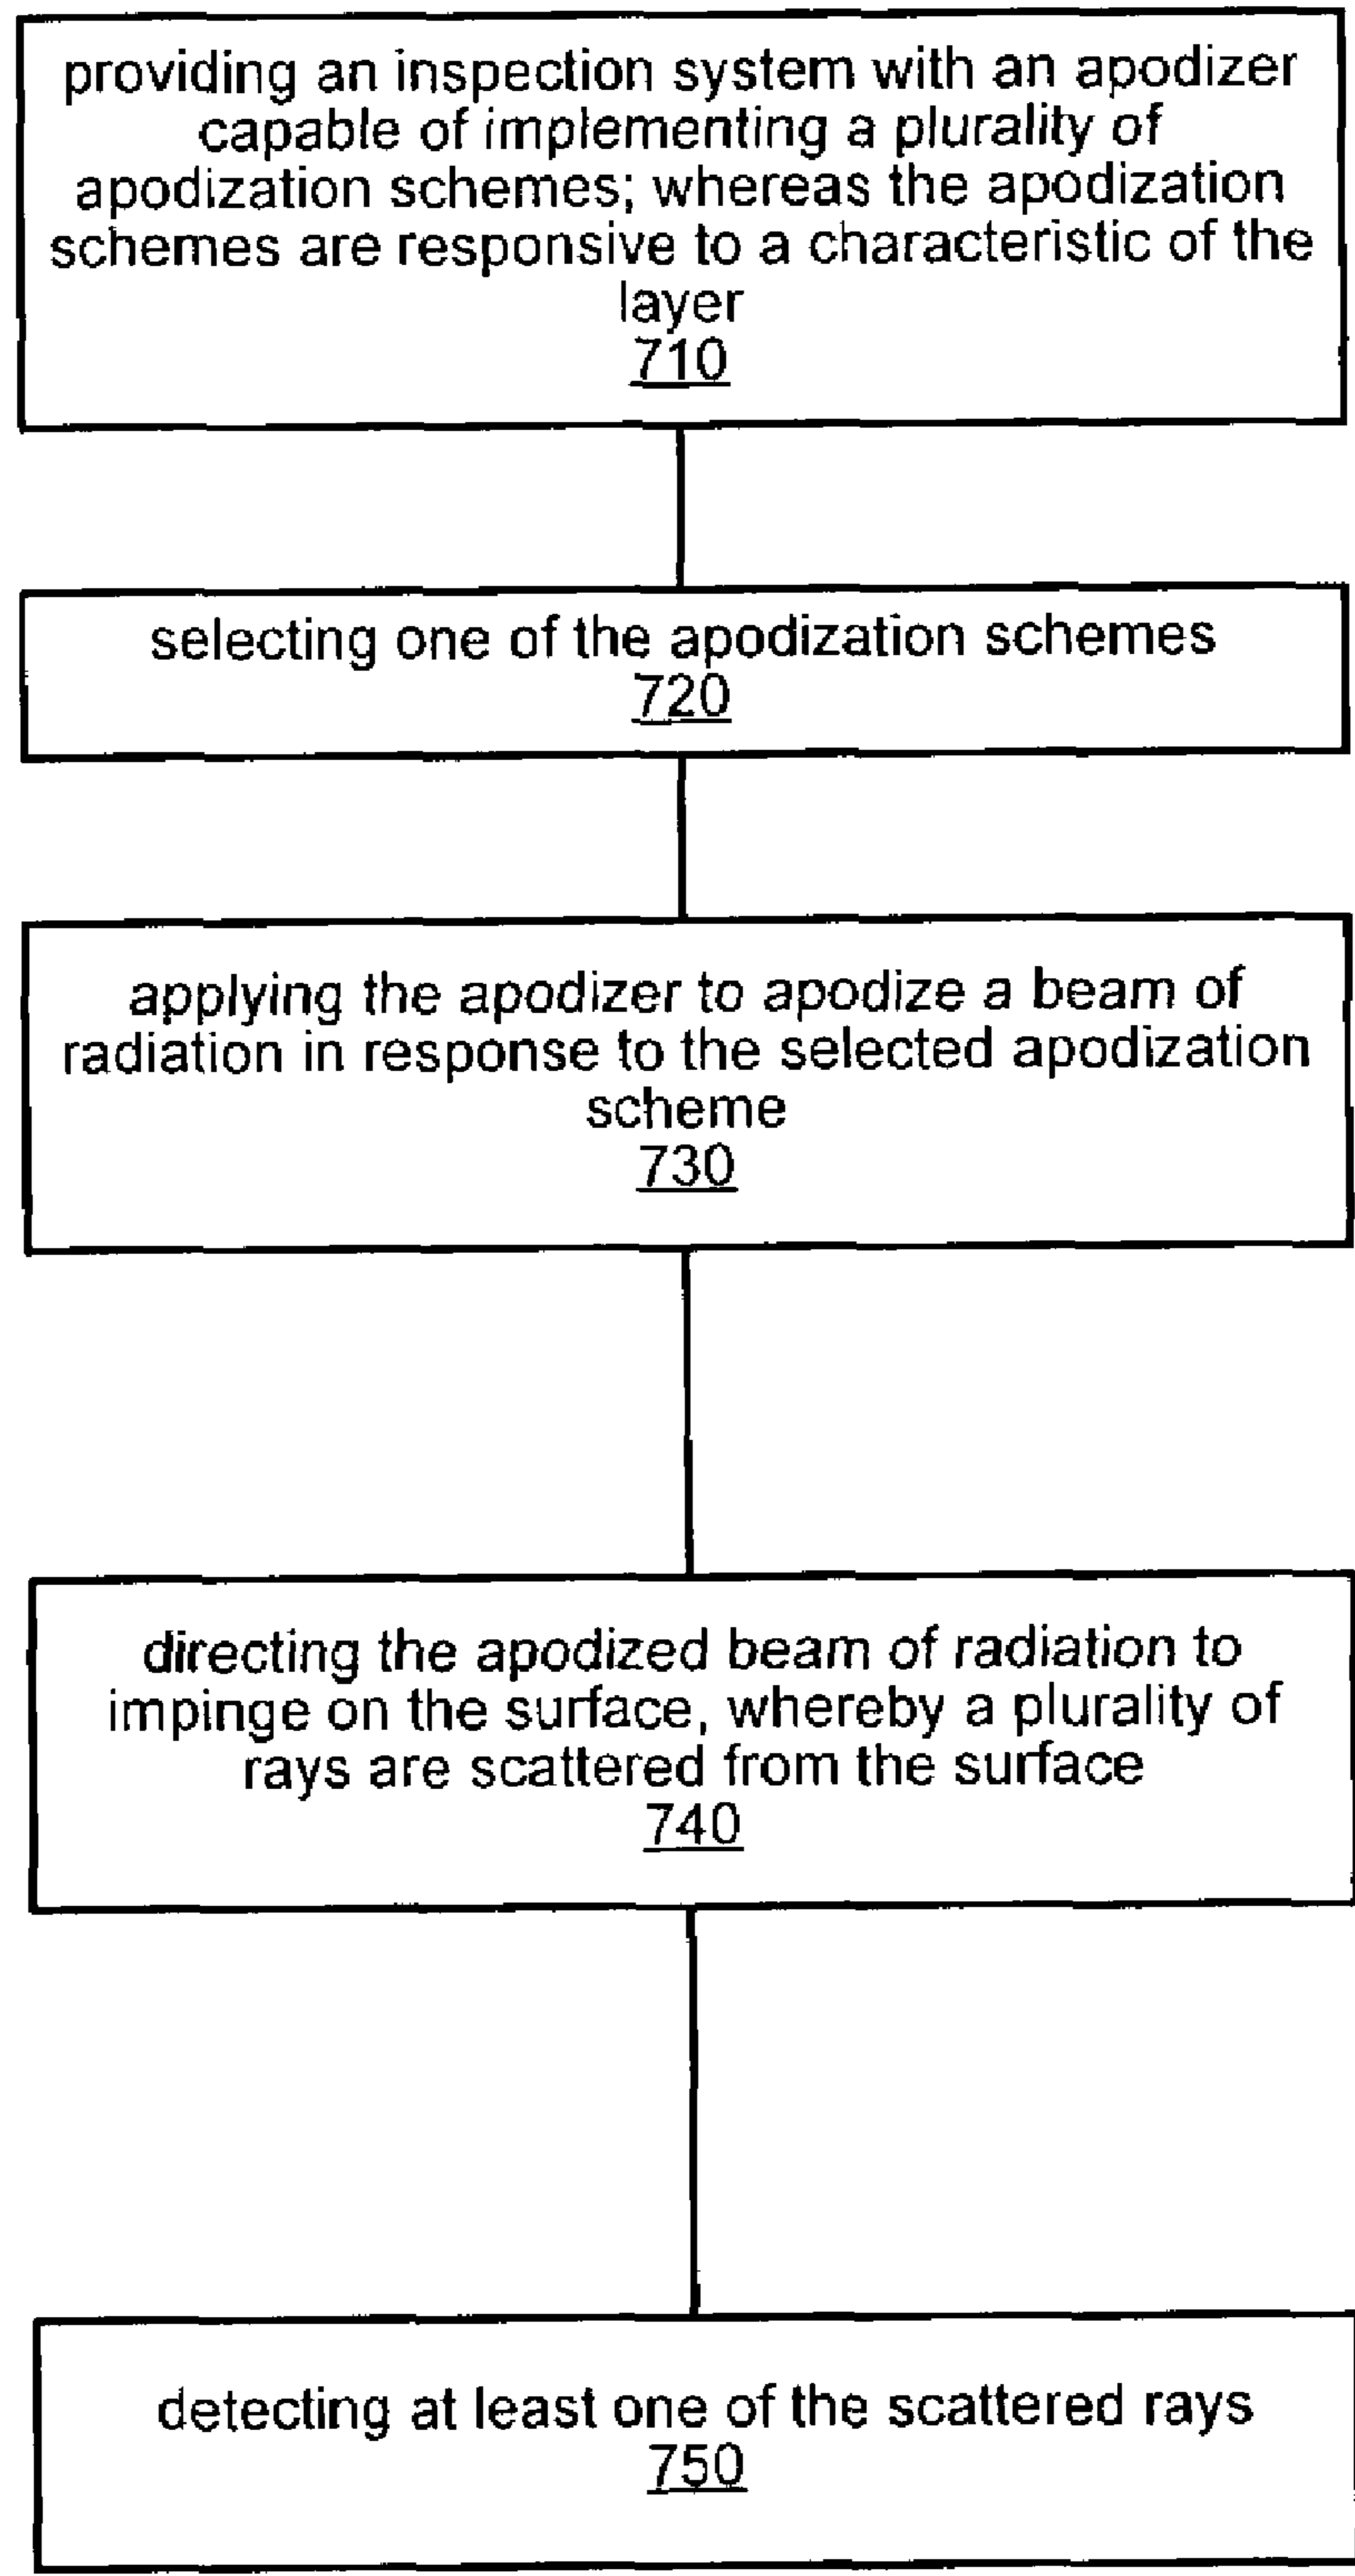 providing an inspection system with an apodizer
capable of implementing a plurality of
apodization schemes; whereas the apodization
schemes are responsive to a characteristic of the
layer
710
selecting one of the apodization schemes
720
applying the apodizer to apodize a beam of
radiation in response to the selected apodization
scheme
730
directing the apodized beam of radiation to
impinge on the surface, whereby a plurality of
rays are scattered from the surface
740
detecting at least one of the scattered rays
750